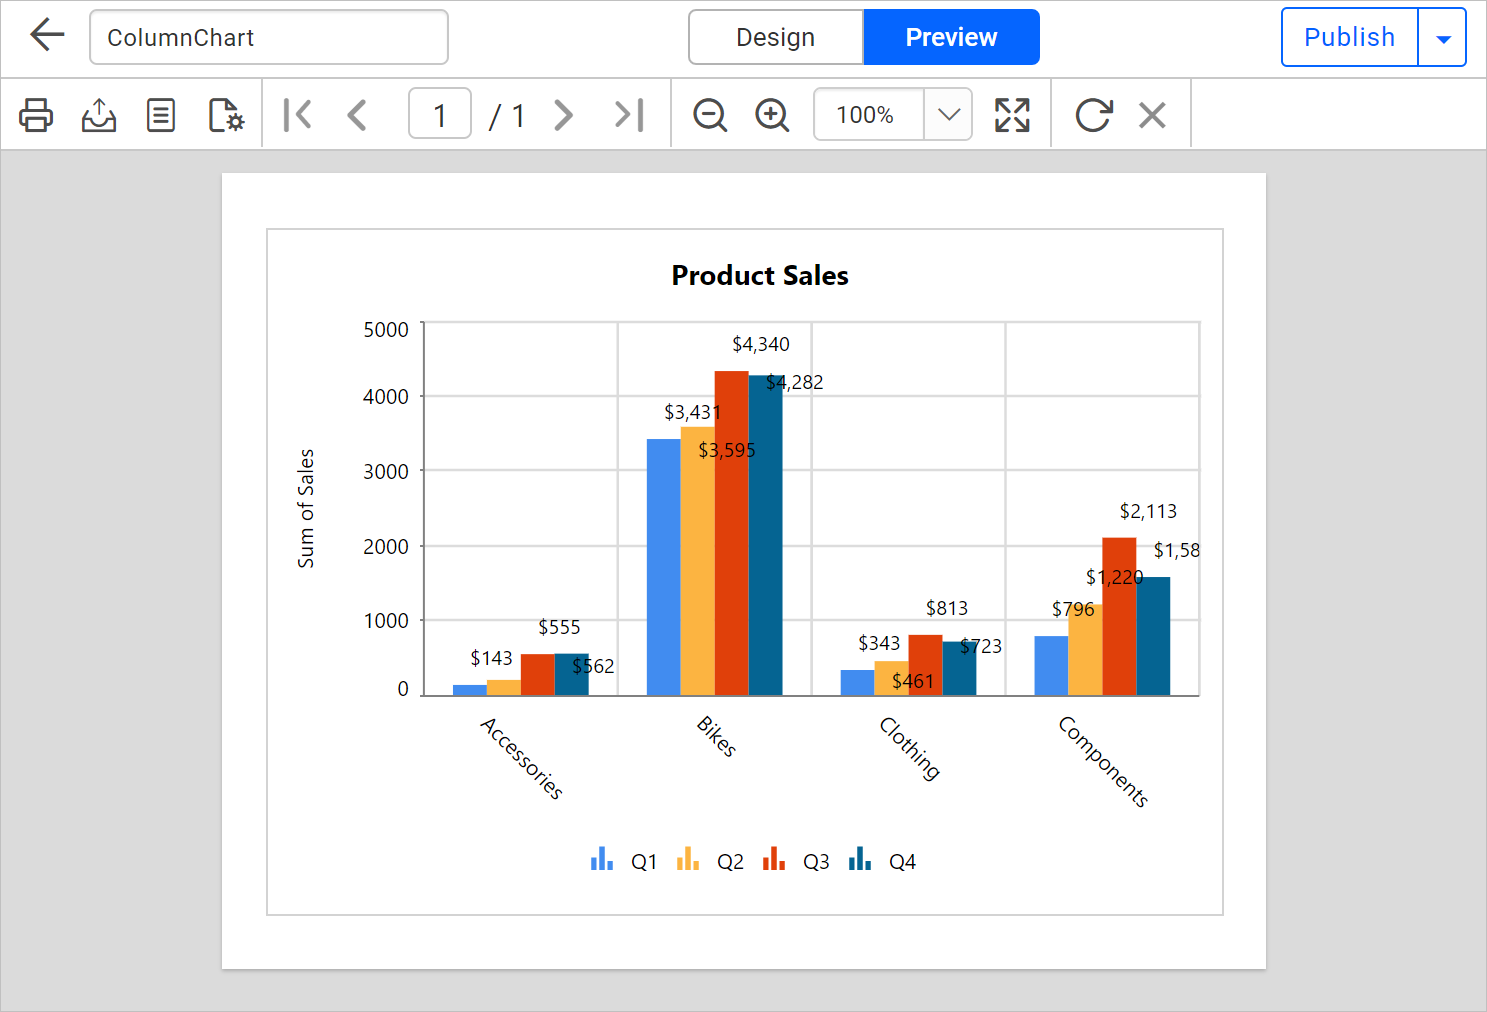 ColumnChart
Design
Preview
Publish
1 / 1
100%
Product Sales
Sum of Sales
5000
4000
3000
2000
1000
0
$143
$555
$562
$3,431
$3,595
$4,340
$4,282
$343
$461
$813
$723
$796
$1,220
$2,113
$1,58
Accessories
Bikes
Clothing
Components
Q1 Q2 Q3 Q4